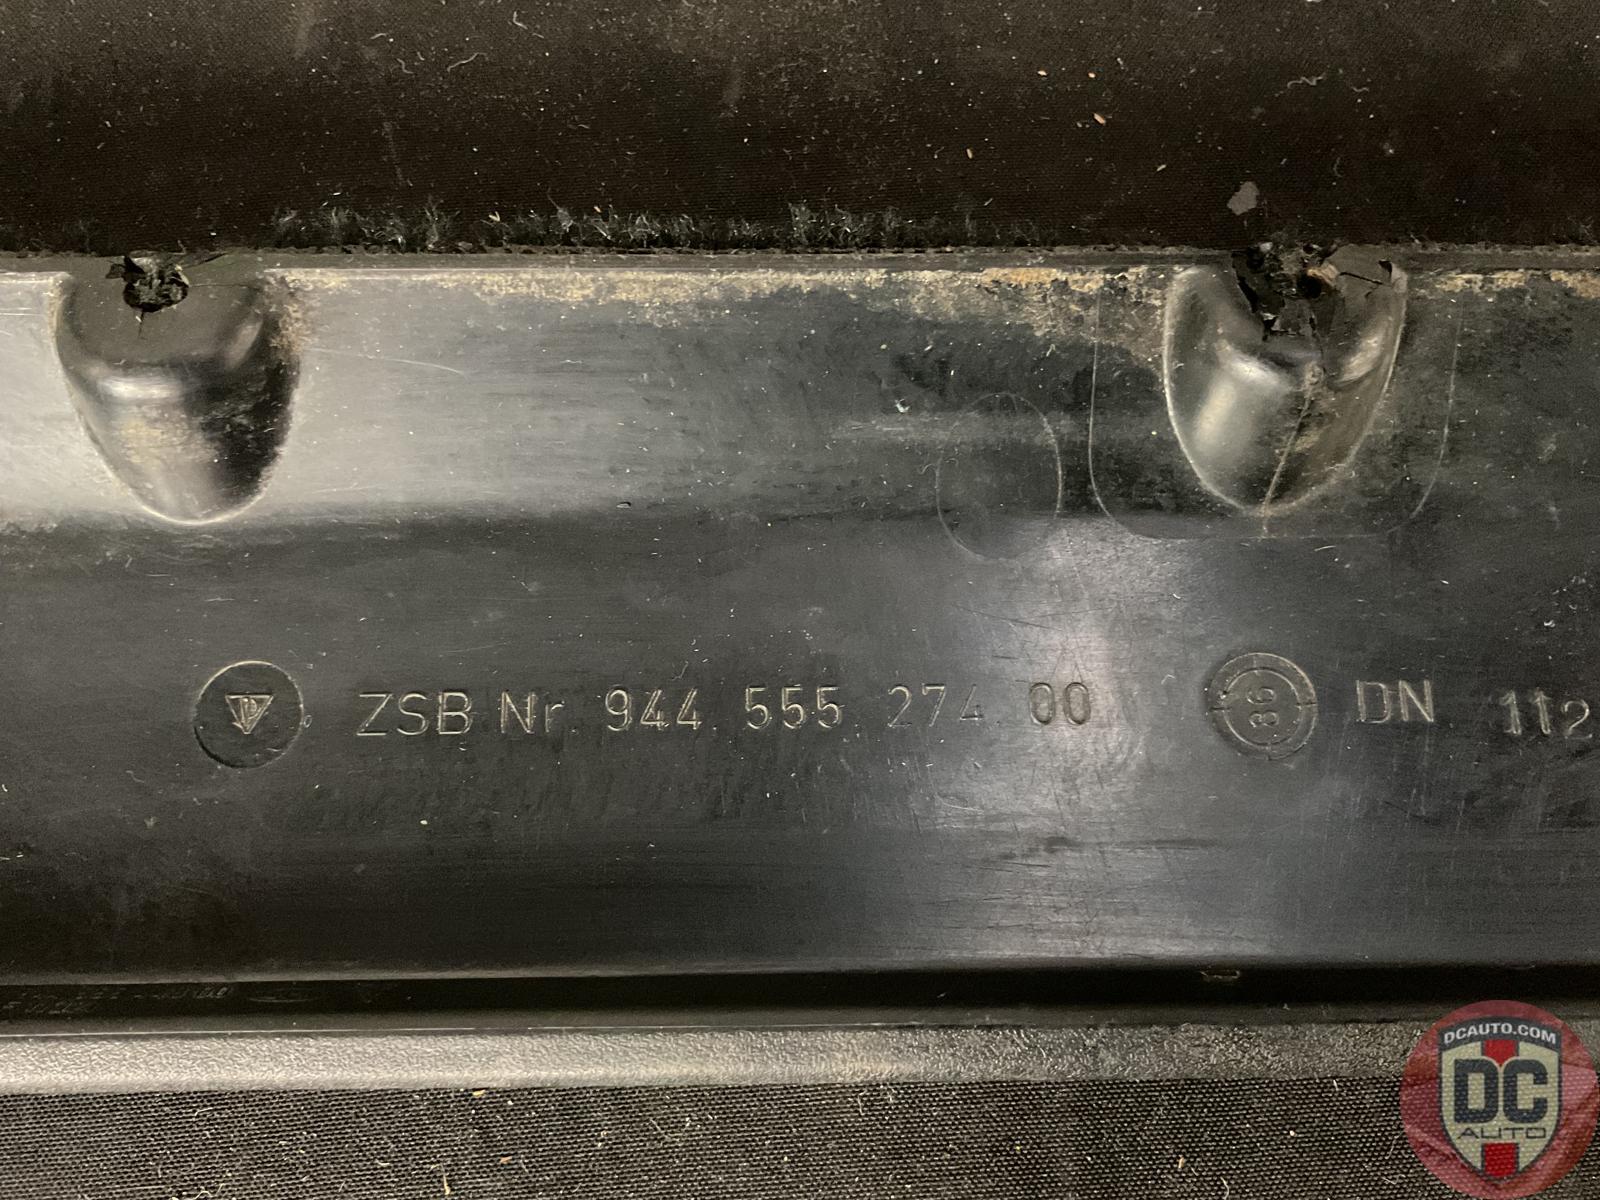 ZSB Nr. 944 555 274 00 86 DN 112
DCAUTO.COM
DC
AUTO